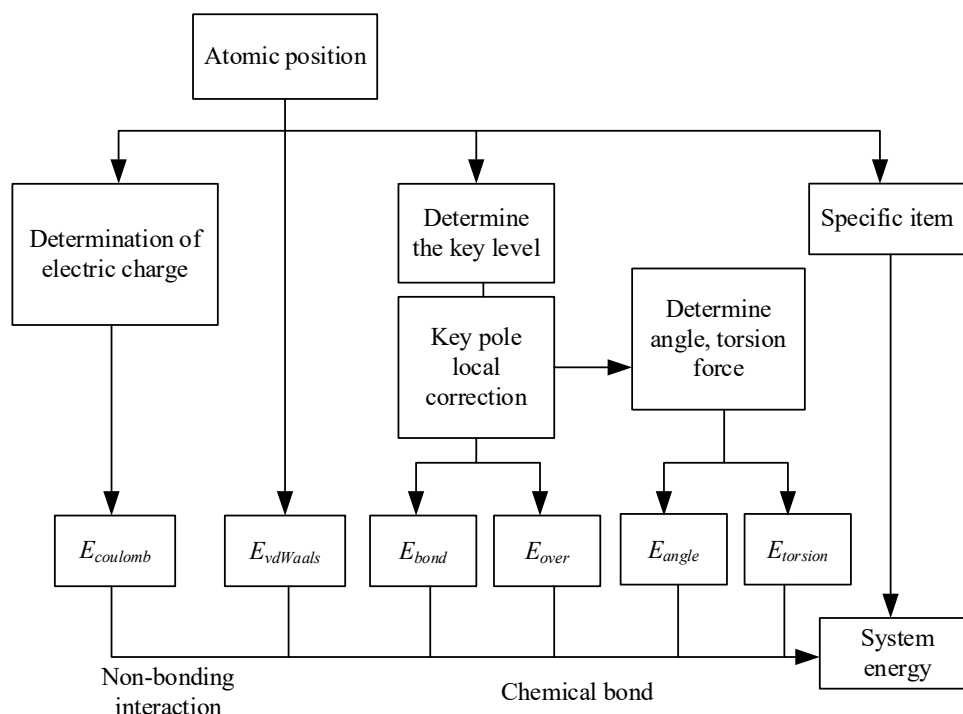 Atomic position
Determination of
electric charge
Determine
the key level
Specific item
Key pole
local
correction
Determine
angle, torsion
force
Ecoulomb
EvdWaals
Ebond
Eover
Eangle
Etorsion
System
energy
Non-bonding
interaction
Chemical bond